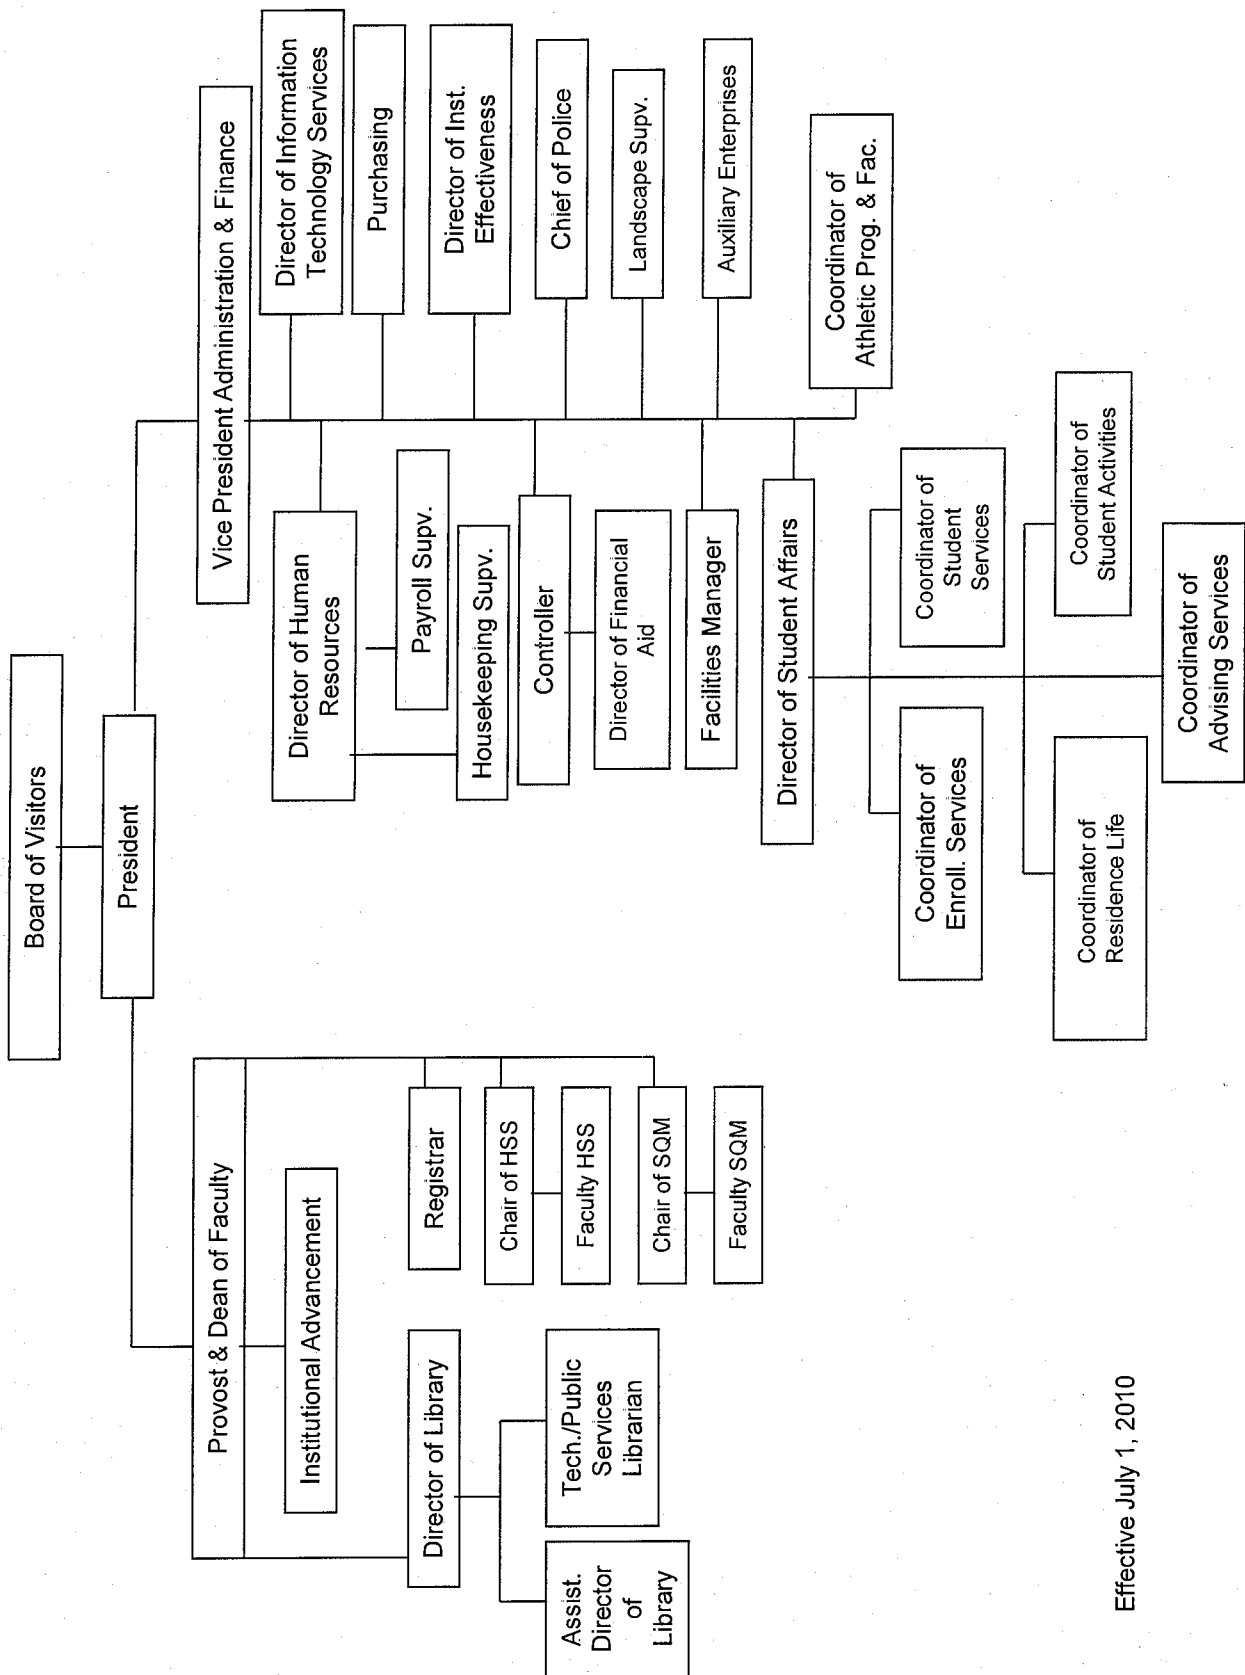 Board of Visitors
President
Provost & Dean of Faculty
Institutional Advancement
Director of Library
Assist.
Director
of
Library
Tech./Public
Services
Librarian
Registrar
Chair of HSS
Faculty HSS
Chair of SQM
Faculty SQM
Vice President Administration & Finance
Director of Human
Resources
Payroll Supv.
Housekeeping Supv.
Controller
Director of Financial
Aid
Facilities Manager
Director of Student Affairs
Coordinator of
Enroll. Services
Coordinator of
Student
Services
Coordinator of
Residence Life
Coordinator of
Student Activities
Coordinator of
Advising Services
Director of Information
Technology Services
Purchasing
Director of Inst.
Effectiveness
Chief of Police
Landscape Supv.
Auxiliary Enterprises
Coordinator of
Athletic Prog. & Fac.
Effective July 1, 2010